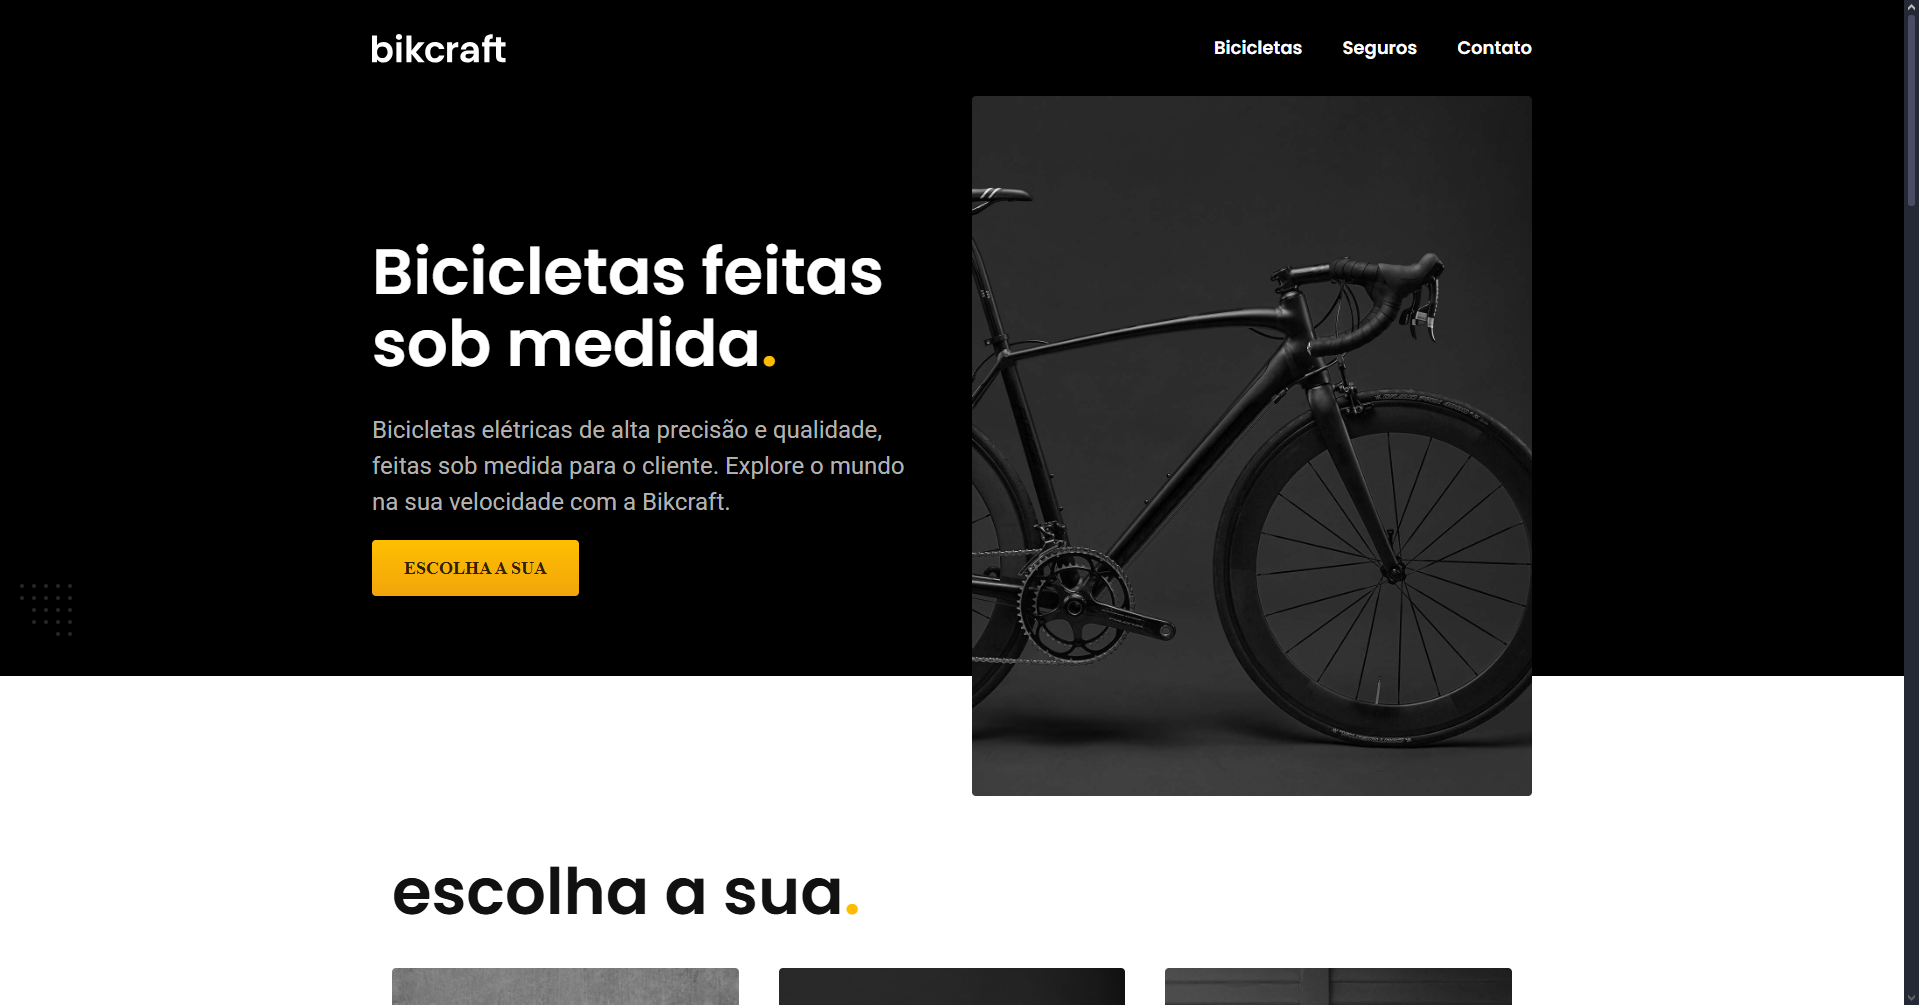 bikcraft
Bicicletas
Seguros
Contato
Bicicletas feitas
sob medida.
Bicicletas elétricas de alta precisão e qualidade,
feitas sob medida para o cliente. Explore o mundo
na sua velocidade com a Bikcraft.
ESCOLHA A SUA
escolha a sua.